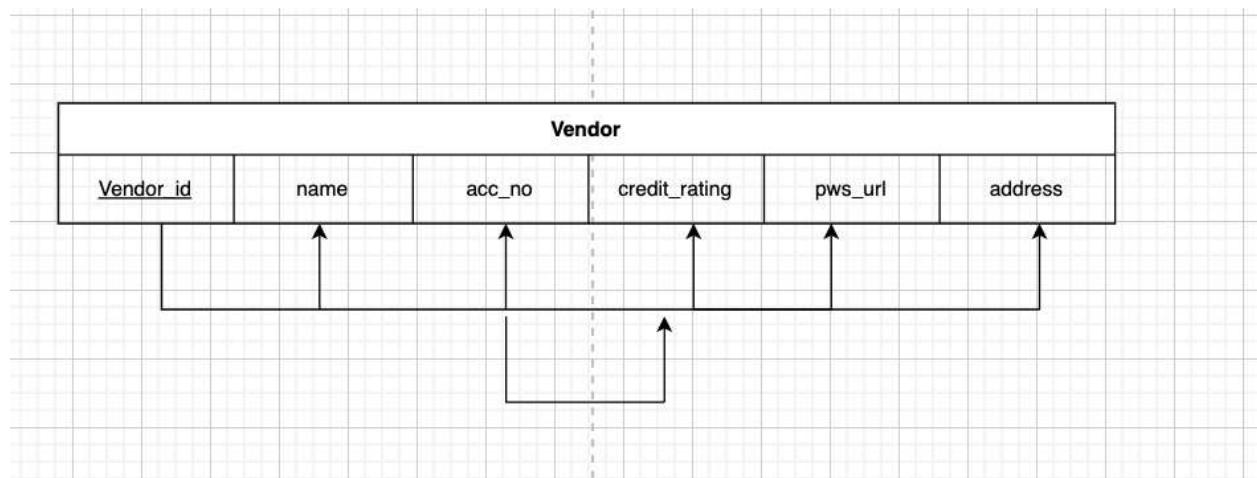 Vendor
Vendor_id name acc_no credit_rating pws_url address